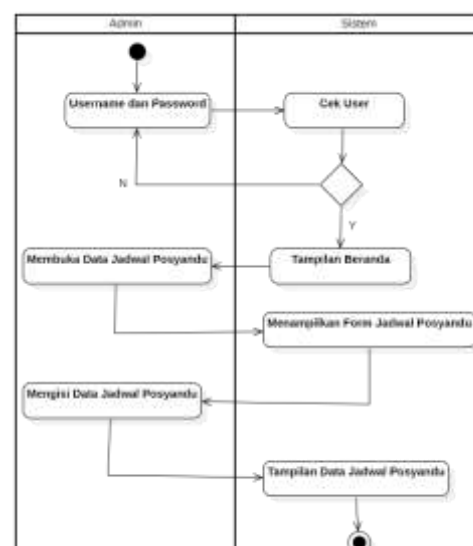 Admin
Sistem
Username dan Password
Cek User
N
Y
Membuka Data Jadwal Posyandu
Tampilan Beranda
Menampilkan Form Jadwal Posyandu
Mengisi Data Jadwal Posyandu
Tampilan Data Jadwal Posyandu